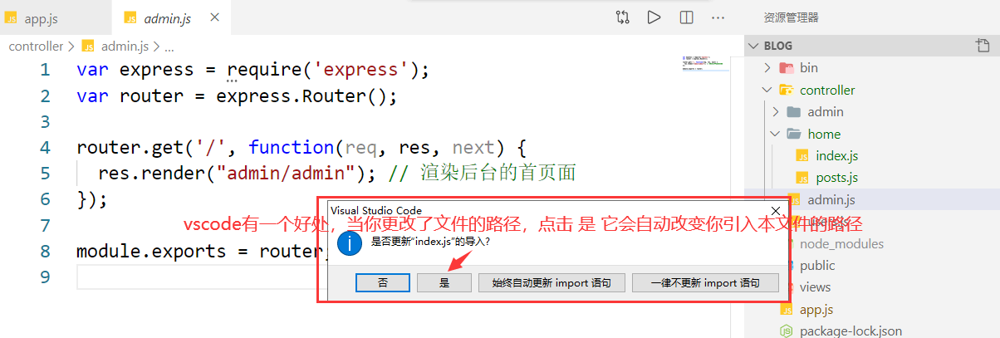 app.js
admin.js
资源管理器
controller > admin.js > ...
BLOG
1 var express = require('express');
2 var router = express.Router();
3
4 router.get('/', function(req, res, next) {
5 res.render("admin/admin"); // 渲染后台的首页面
6 });
7
8 module.exports = router;
9
bin
controller
admin
home
index.js
posts.js
admin.js
node_modules
public
views
app.js
package-lock.json
vscode有一个好处，当你更改了文件的路径，点击 是 它会自动改变你引入本文件的路径
Visual Studio Code
是否更新"index.js"的导入?
否
是
始终自动更新 import 语句
一律不更新 import 语句